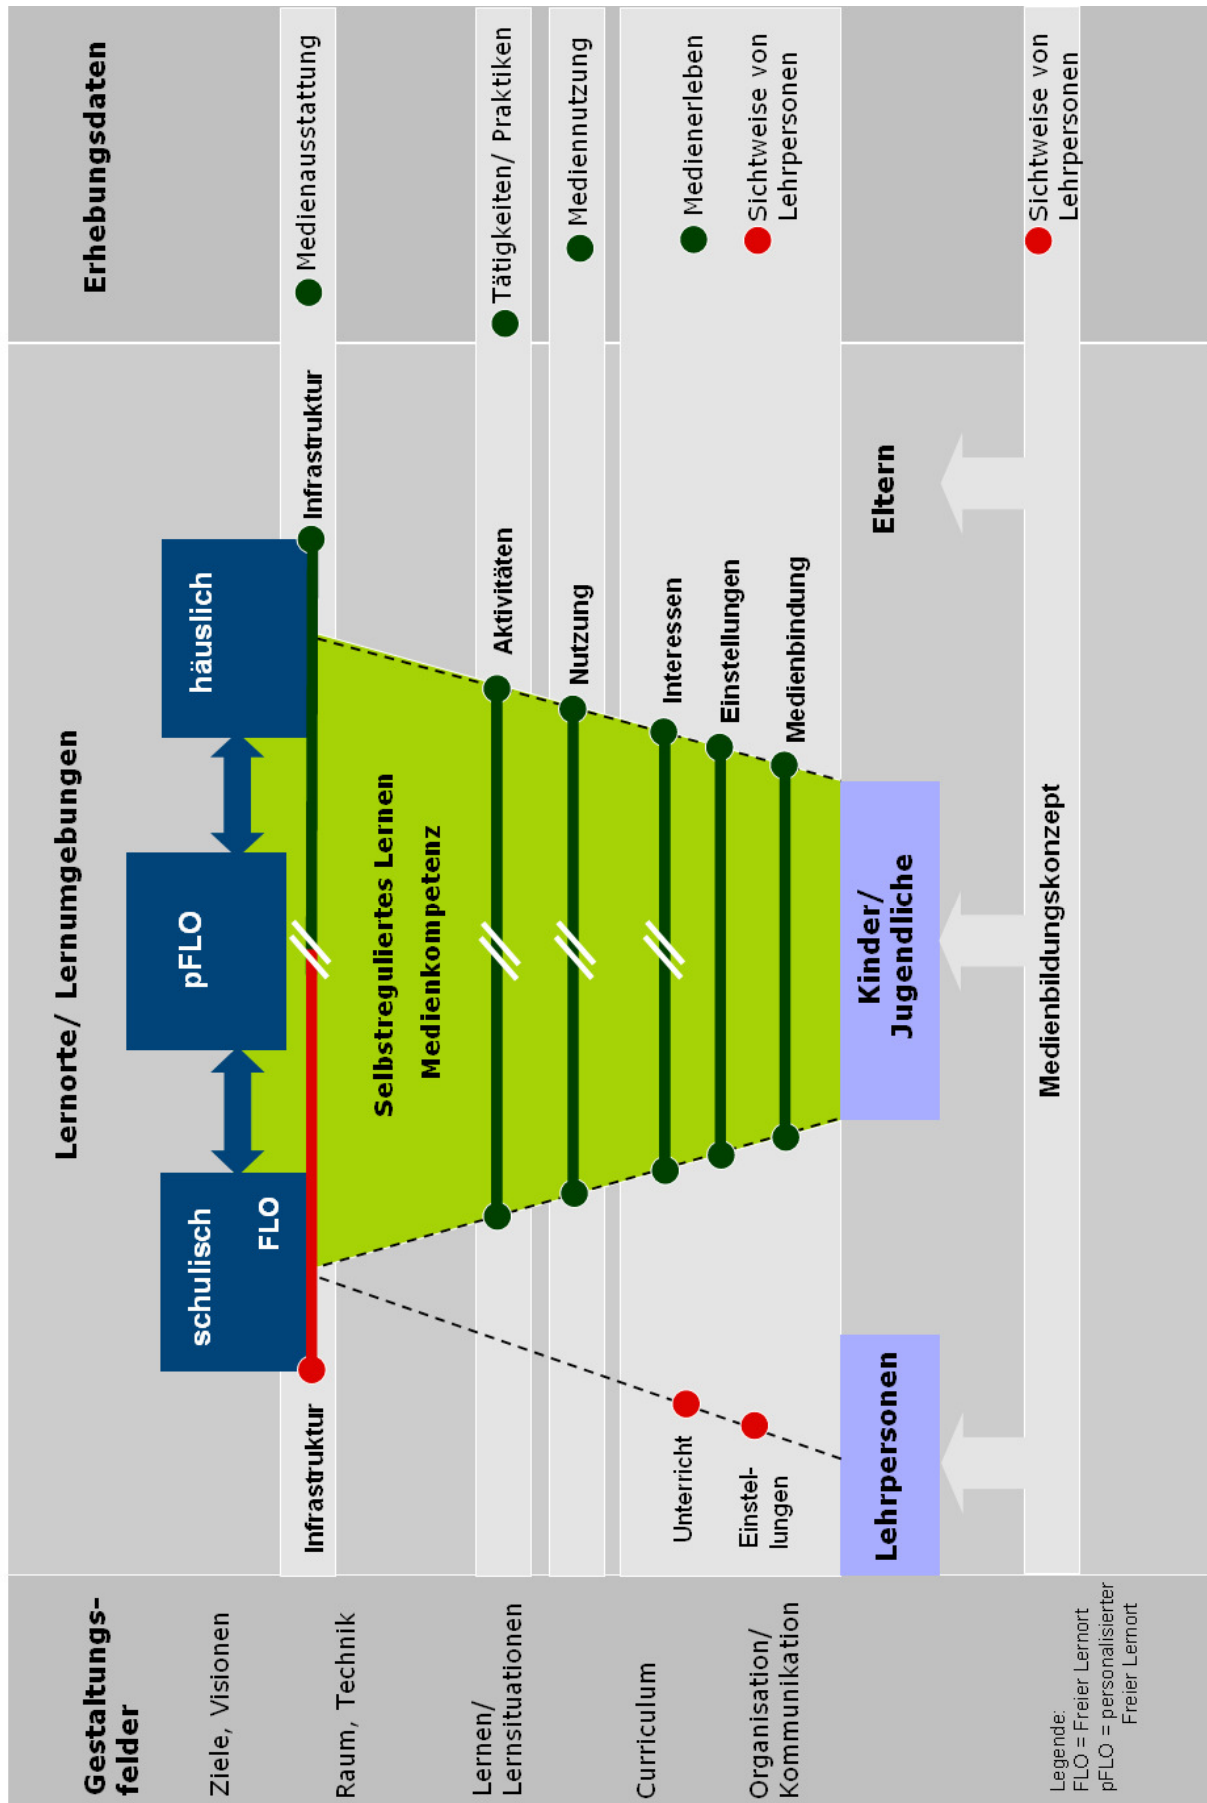 Gestaltungs-
felder
Ziele, Visionen
Raum, Technik
Lernen/
Lernsituationen
Curriculum
Organisation/
Kommunikation
Legende:
FLO = Freier Lernort
pFLO = personalisierter
Freier Lernort
Lernorte/ Lernumgebungen
schulisch
FLO
pFLO
häuslich
Infrastruktur
Infrastruktur
Selbstreguliertes Lernen
Medienkompetenz
Aktivitäten
Nutzung
Interessen
Einstellungen
Medienbindung
Unterricht
Einstel-
lungen
Lehrpersonen
Kinder/
Jugendliche
Eltern
Medienbildungskonzept
Erhebungsdaten
Medienausstattung
Tätigkeiten/ Praktiken
Mediennutzung
Medienerleben
Sichtweise von
Lehrpersonen
Sichtweise von
Lehrpersonen